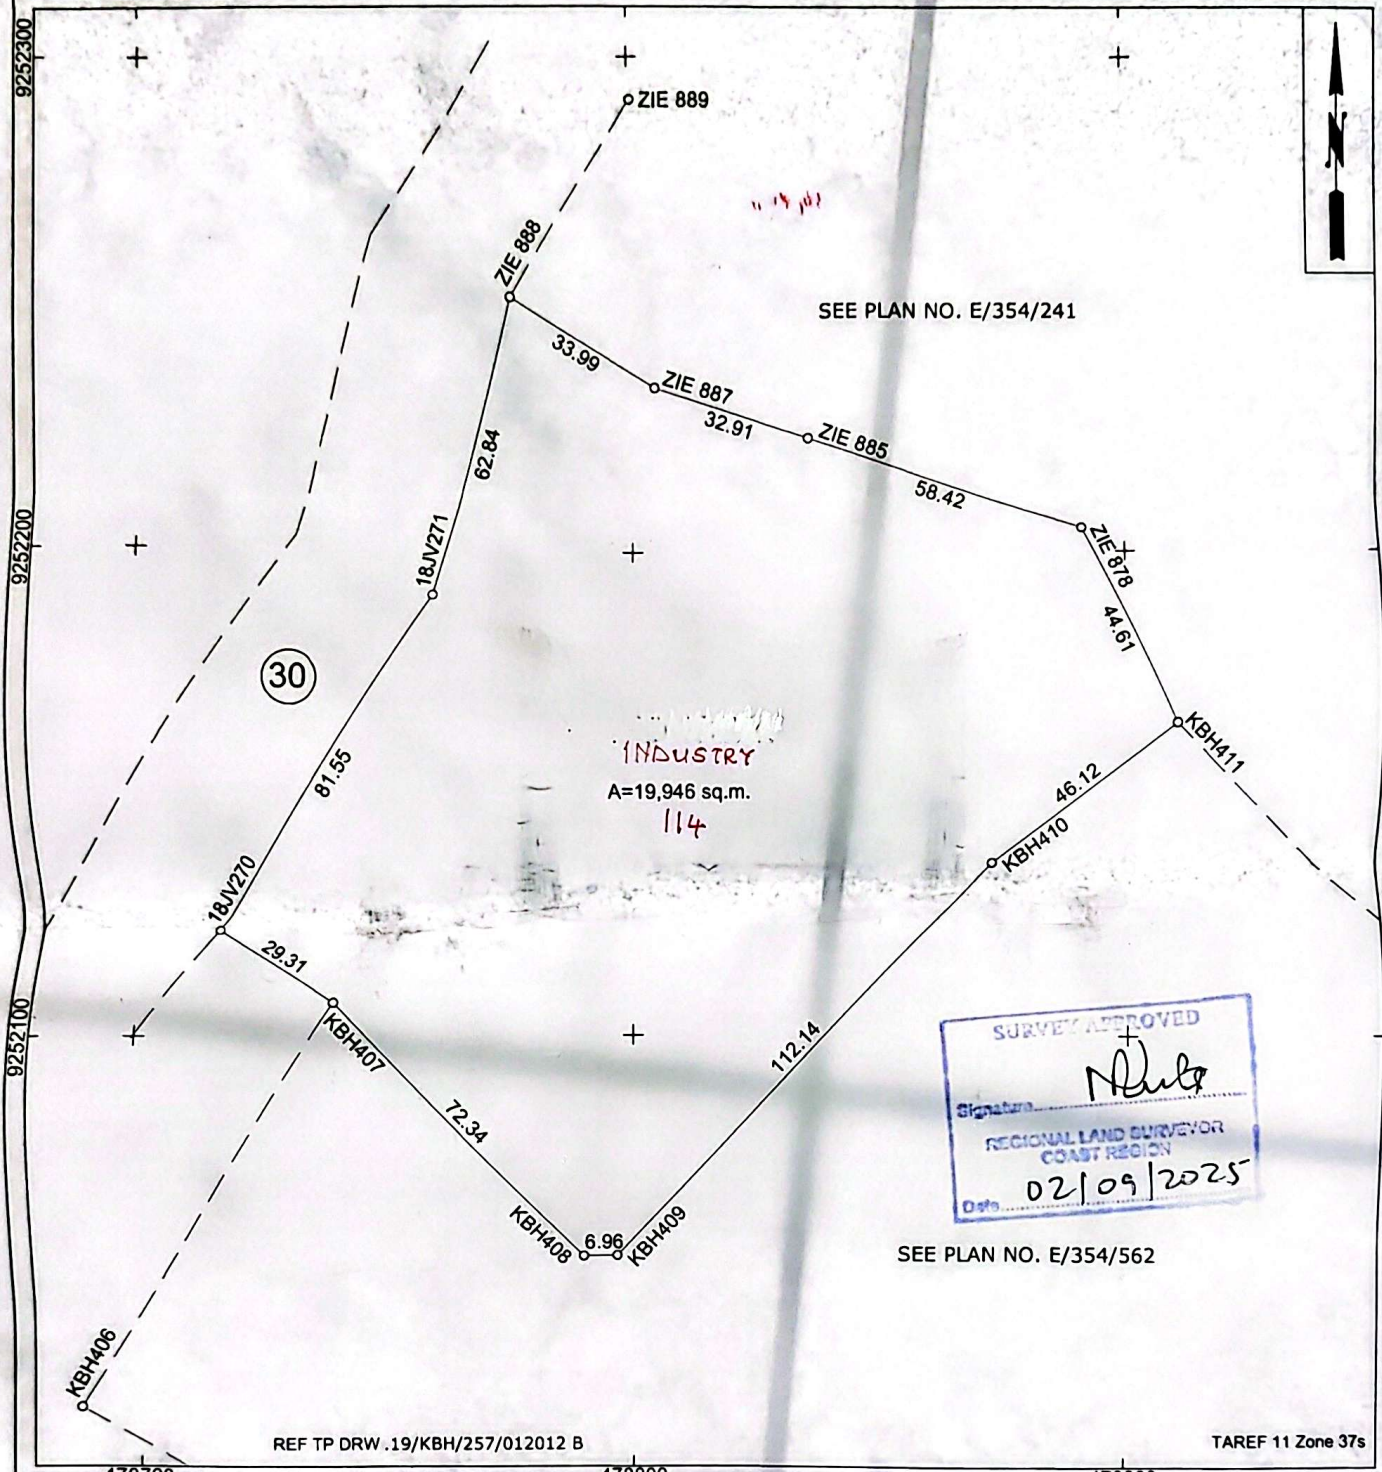 9252300
ZIE 889
N
ZIE 888
SEE PLAN NO. E/354/241
33.99
ZIE 887
32.91
ZIE 885
62.84
58.42
9252200
18JV271
ZIE 878
44.61
30
KBH411
INDUSTRY
A=19,946 sq.m.
114
81.55
46.12
KBH410
18JV270
29.31
9252100
KBH407
112.14
SURVEY APPROVED
Signature
REGIONAL LAND SURVEYOR
COAST REGION
Date 02/09/2025
72.34
KBH408
6.96
KBH409
SEE PLAN NO. E/354/562
KBH406
REF TP DRW .19/KBH/257/012012 B
TAREF 11 Zone 37s